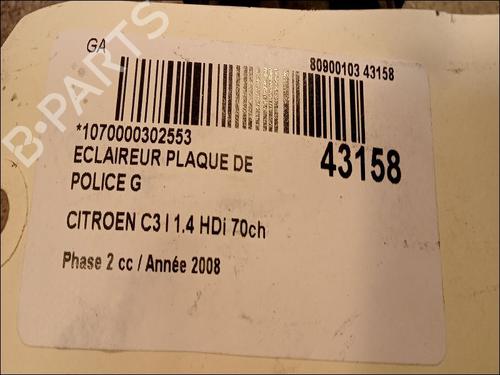 GA
80900103 43158
*1070000302553
43158
ECLAIREUR PLAQUE DE
POLICE G
CITROEN C3 I 1.4 HDi 70ch
Phase 2 cc / Année 2008
B-PARTS